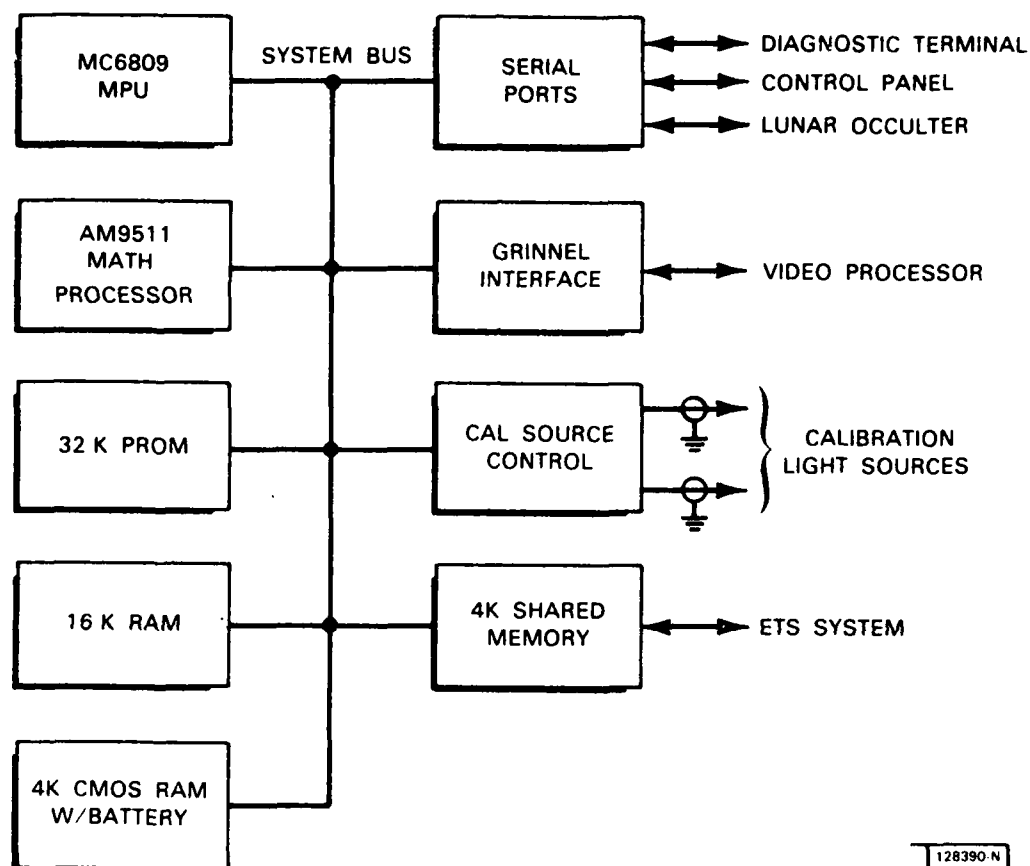 MC6809
MPU
SYSTEM BUS
SERIAL
PORTS
DIAGNOSTIC TERMINAL
CONTROL PANEL
LUNAR OCCULTER
AM9511
MATH
PROCESSOR
GRINNEL
INTERFACE
VIDEO PROCESSOR
32 K PROM
CAL SOURCE
CONTROL
CALIBRATION
LIGHT SOURCES
16 K RAM
4K SHARED
MEMORY
ETS SYSTEM
4K CMOS RAM
W/BATTERY
128390-N